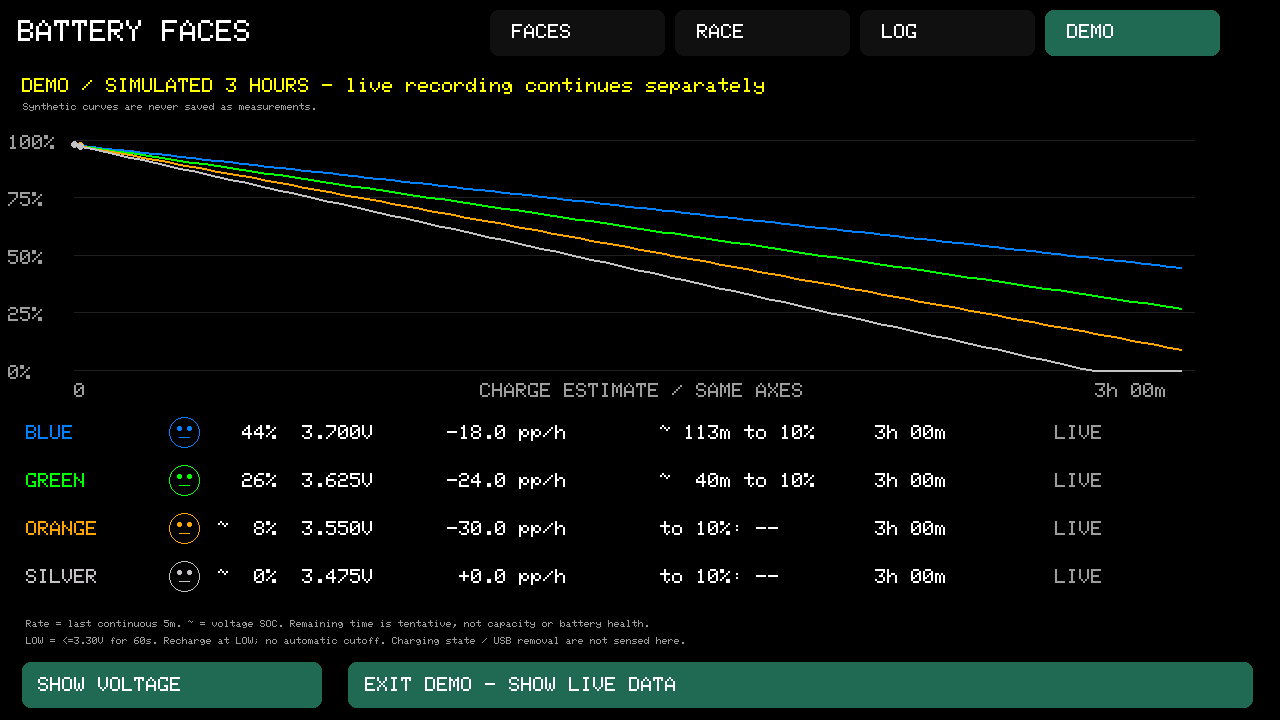 BATTERY FACES FACES RACE LOG DEMO
DEMO / SIMULATED 3 HOURS - live recording continues separately
Synthetic curves are never saved as measurements.
100%
75%
50%
25%
0%
0 CHARGE ESTIMATE / SAME AXES 3h 00m
BLUE 44% 3.700V -18.0 pp/h ~ 113m to 10% 3h 00m LIVE
GREEN 26% 3.625V -24.0 pp/h ~ 40m to 10% 3h 00m LIVE
ORANGE ~ 8% 3.550V -30.0 pp/h to 10%: -- 3h 00m LIVE
SILVER ~ 0% 3.475V +0.0 pp/h to 10%: -- 3h 00m LIVE
Rate = last continuous 5m. ~ = voltage SOC. Remaining time is tentative, not capacity or battery health.
LOW = <=3.30V for 60s. Recharge at LOW; no automatic cutoff. Charging state / USB removal are not sensed here.
SHOW VOLTAGE EXIT DEMO - SHOW LIVE DATA